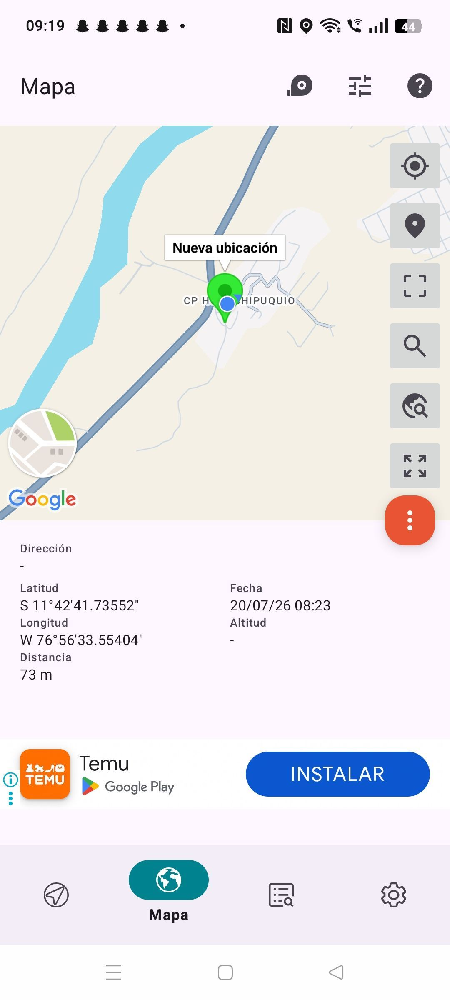 09:19
44
Mapa
Nueva ubicación
CP H HIPUQUIO
Google
Dirección
-
Latitud
S 11°42'41.73552"
Fecha
20/07/26 08:23
Longitud
W 76°56'33.55404"
Altitud
-
Distancia
73 m
TEMU
Temu
Google Play
INSTALAR
Mapa